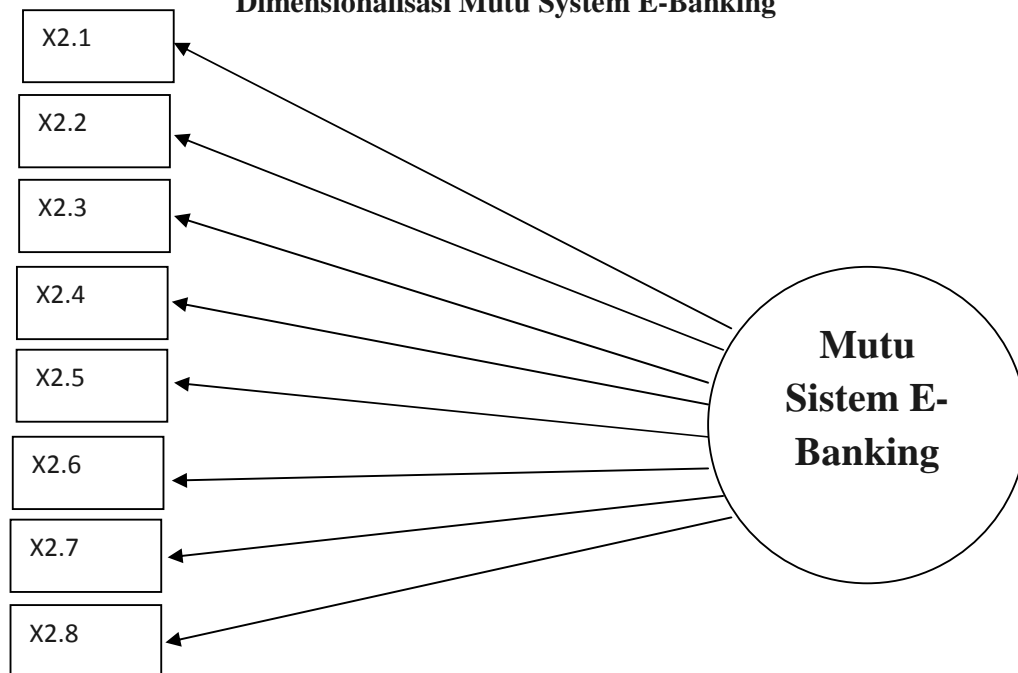 Dimensionalisasi Mutu System E-Banking
X2.1
X2.2
X2.3
X2.4
X2.5
X2.6
X2.7
X2.8
Mutu
Sistem E-
Banking